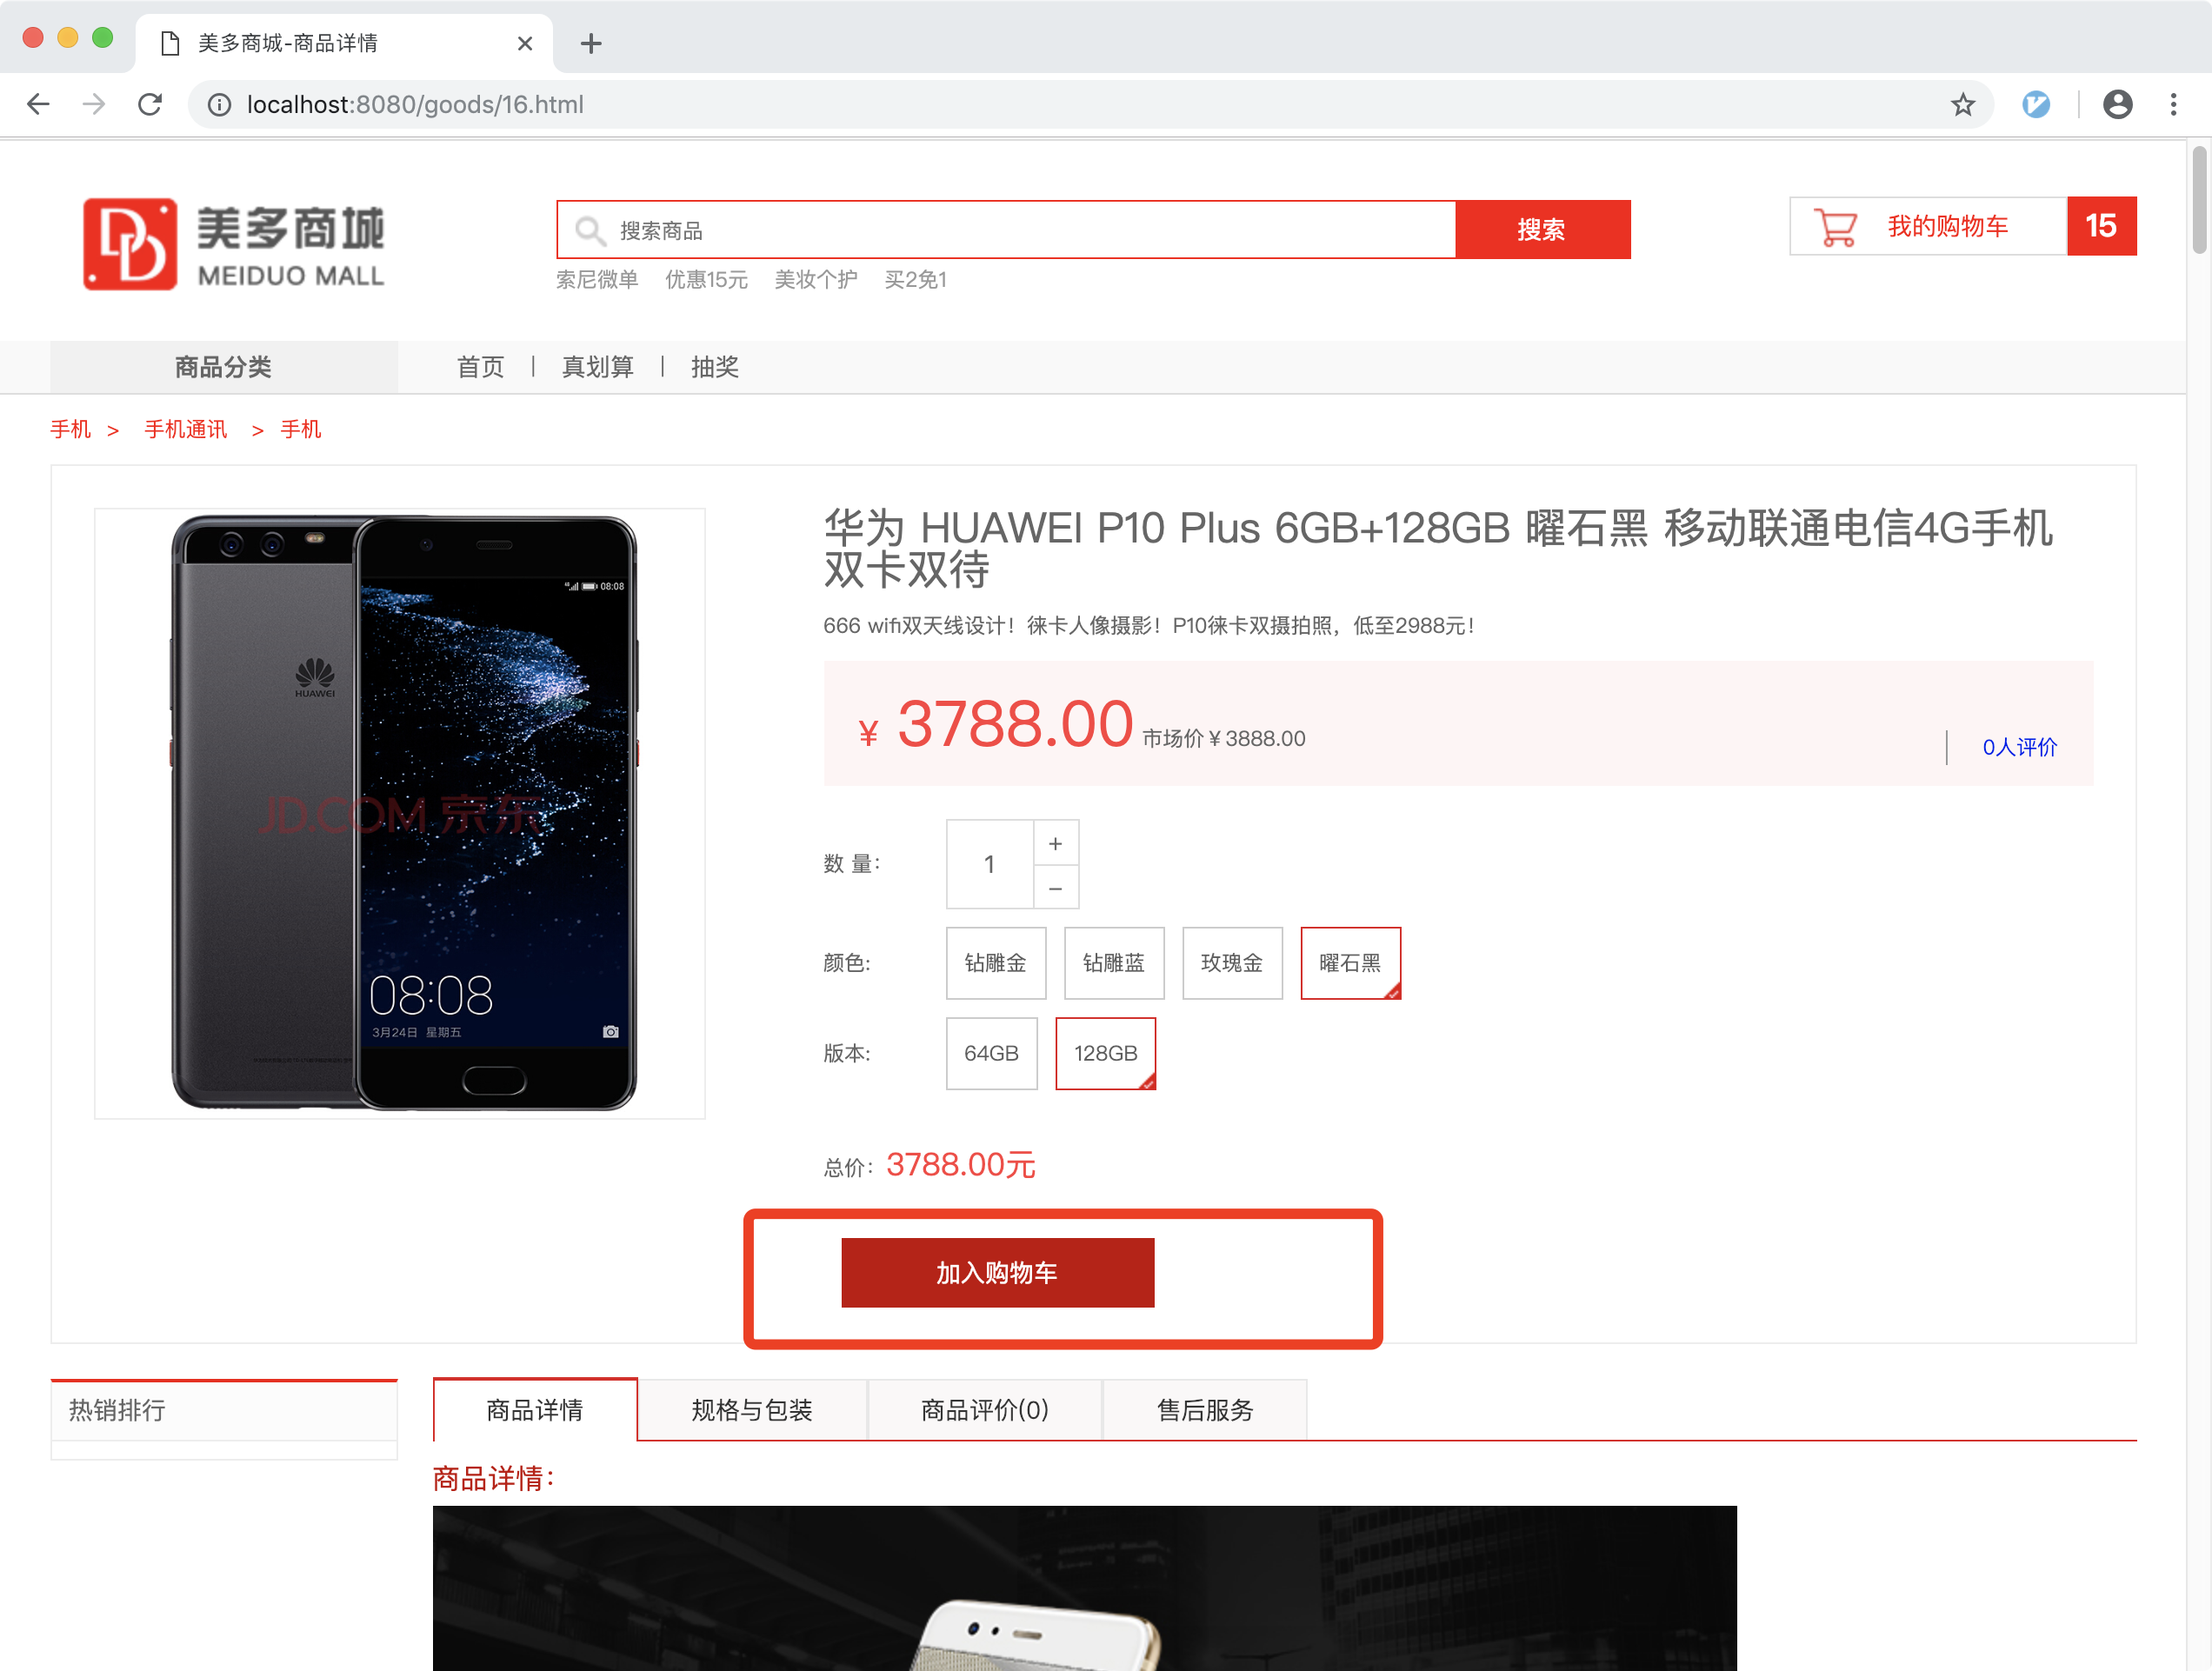 美多商城-商品详情
localhost:8080/goods/16.html
美多商城
MEIDUO MALL
搜索商品
搜索
我的购物车
15
索尼微单 优惠15元 美妆个护 买2免1
商品分类 首页 | 真划算 | 抽奖
手机 > 手机通讯 > 手机
华为 HUAWEI P10 Plus 6GB+128GB 曜石黑 移动联通电信4G手机
双卡双待
666 wifi双天线设计！徕卡人像摄影！P10徕卡双摄拍照，低至2988元！
¥ 3788.00 市场价￥3888.00
0人评价
08:08
HUAWEI
JD.COM 京东
08:08
3月24日 星期五
数 量：
1
+
−
颜色:
钻雕金 钻雕蓝 玫瑰金 曜石黑
版本:
64GB 128GB
总价：3788.00元
加入购物车
热销排行
商品详情 规格与包装 商品评价(0) 售后服务
商品详情：